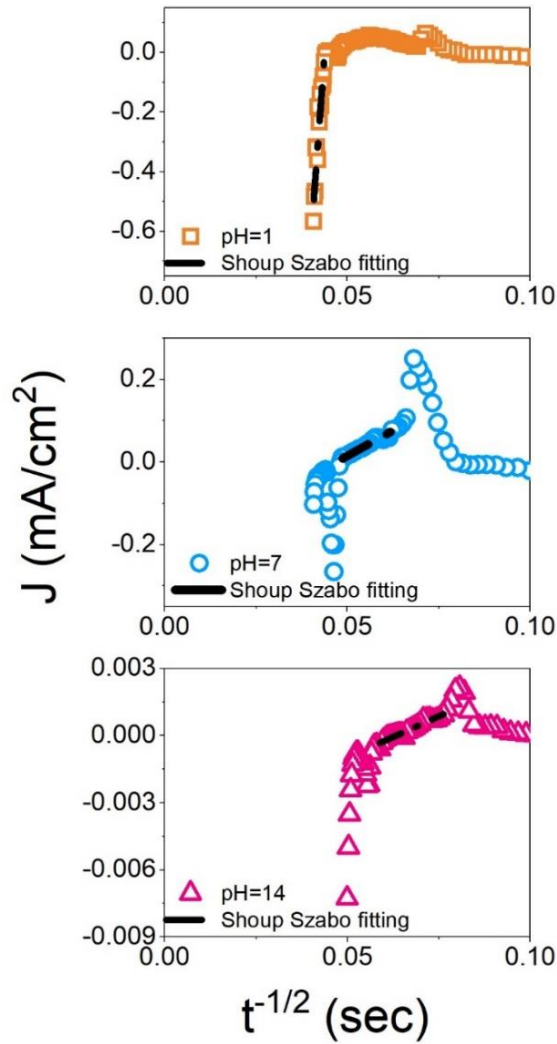 0.0
-0.2
-0.4
-0.6
pH=1
Shoup Szabo fitting
0.00 0.05 0.10
0.2
0.0
-0.2
pH=7
Shoup Szabo fitting
0.00 0.05 0.10
J (mA/cm²)
0.003
0.000
-0.003
-0.006
-0.009
pH=14
Shoup Szabo fitting
0.00 0.05 0.10
t⁻¹/² (sec)